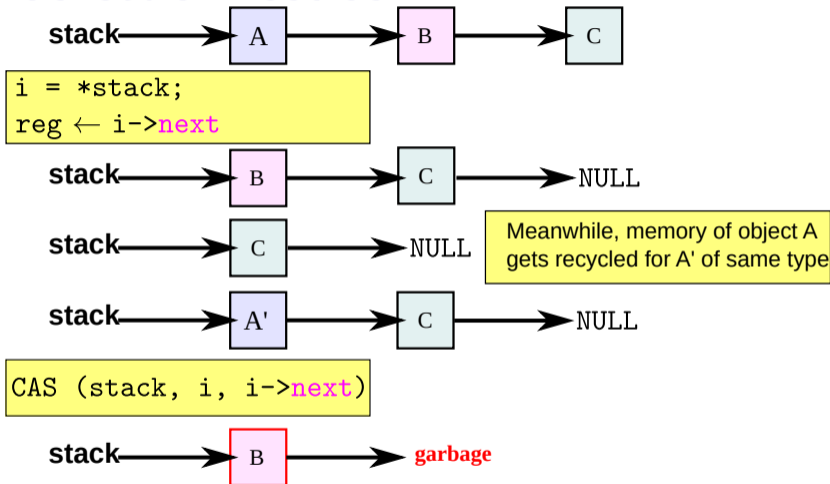 stack A B C
i = *stack;
reg ← i->next
stack B C NULL
stack C NULL
Meanwhile, memory of object A
gets recycled for A' of same type
stack A' C NULL
CAS (stack, i, i->next)
stack B garbage